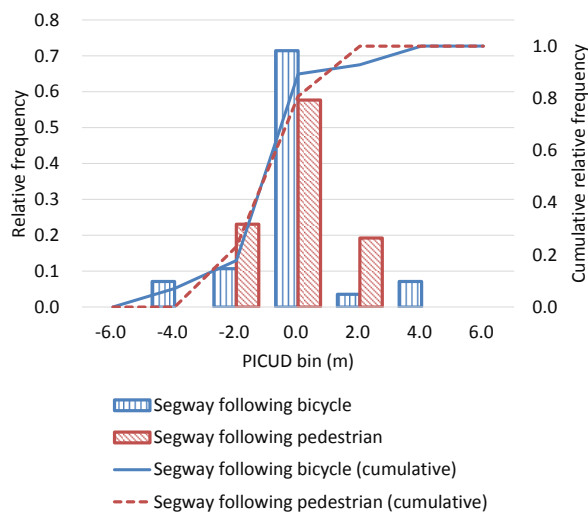 0.8
0.7
0.6
0.5
0.4
0.3
0.2
0.1
0.0
Relative frequency
1.0
0.8
0.6
0.4
0.2
0.0
Cumulative relative frequency
-6.0 -4.0 -2.0 0.0 2.0 4.0 6.0
PICUD bin (m)
Segway following bicycle
Segway following pedestrian
Segway following bicycle (cumulative)
Segway following pedestrian (cumulative)